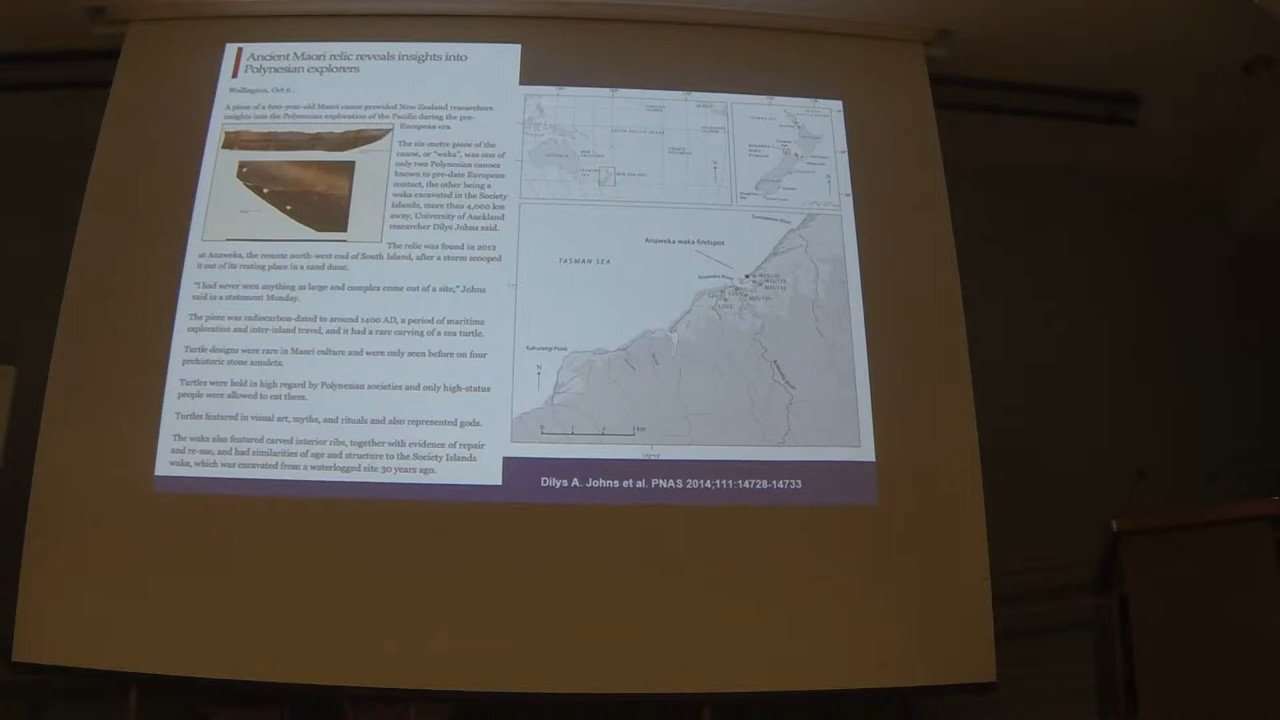 Ancient Maori relic reveals insights into
Polynesian explorers
Wellington, Oct 2:
A piece of a 600-year-old Maori canoe provided New Zealand researchers
insights into the Polynesian exploration of the Pacific during the pre-
European era.
The six-metre piece of the
canoe, or "waka", was one of
only two Polynesian canoes
known to pre-date European
contact, the other being a
waka excavated in the Society
Islands, more than 4,000 km
away, University of Auckland
researcher Dilys Johns said.
The relic was found in 2012
at Anaweka, the remote north-west end of South Island, after a storm scooped
it out of its resting place in a sand dune.
"I had never seen anything as large and complex come out of a site," Johns
said in a statement Monday.
The piece was radiocarbon-dated to around 1400 AD, a period of maritime
exploration and inter-island travel, and it had a rare carving of a sea turtle.
Turtle designs were rare in Maori culture and were only seen before on four
prehistoric stone amulets.
Turtles were held in high regard by Polynesian societies and only high-status
people were allowed to eat them.
Turtles featured in visual art, myths, and rituals and also represented gods.
The waka also featured carved interior ribs, together with evidence of repair
and re-use, and had similarities of age and structure to the Society Islands
waka, which was excavated from a waterlogged site 30 years ago.
SOUTH PACIFIC OCEAN
AUSTRALIA
NEW ZEALAND
N
N
Anaweka waka findspot
TASMAN SEA
Anaweka River
Kahurangi Point
N
km
Dilys A. Johns et al. PNAS 2014;111:14728-14733